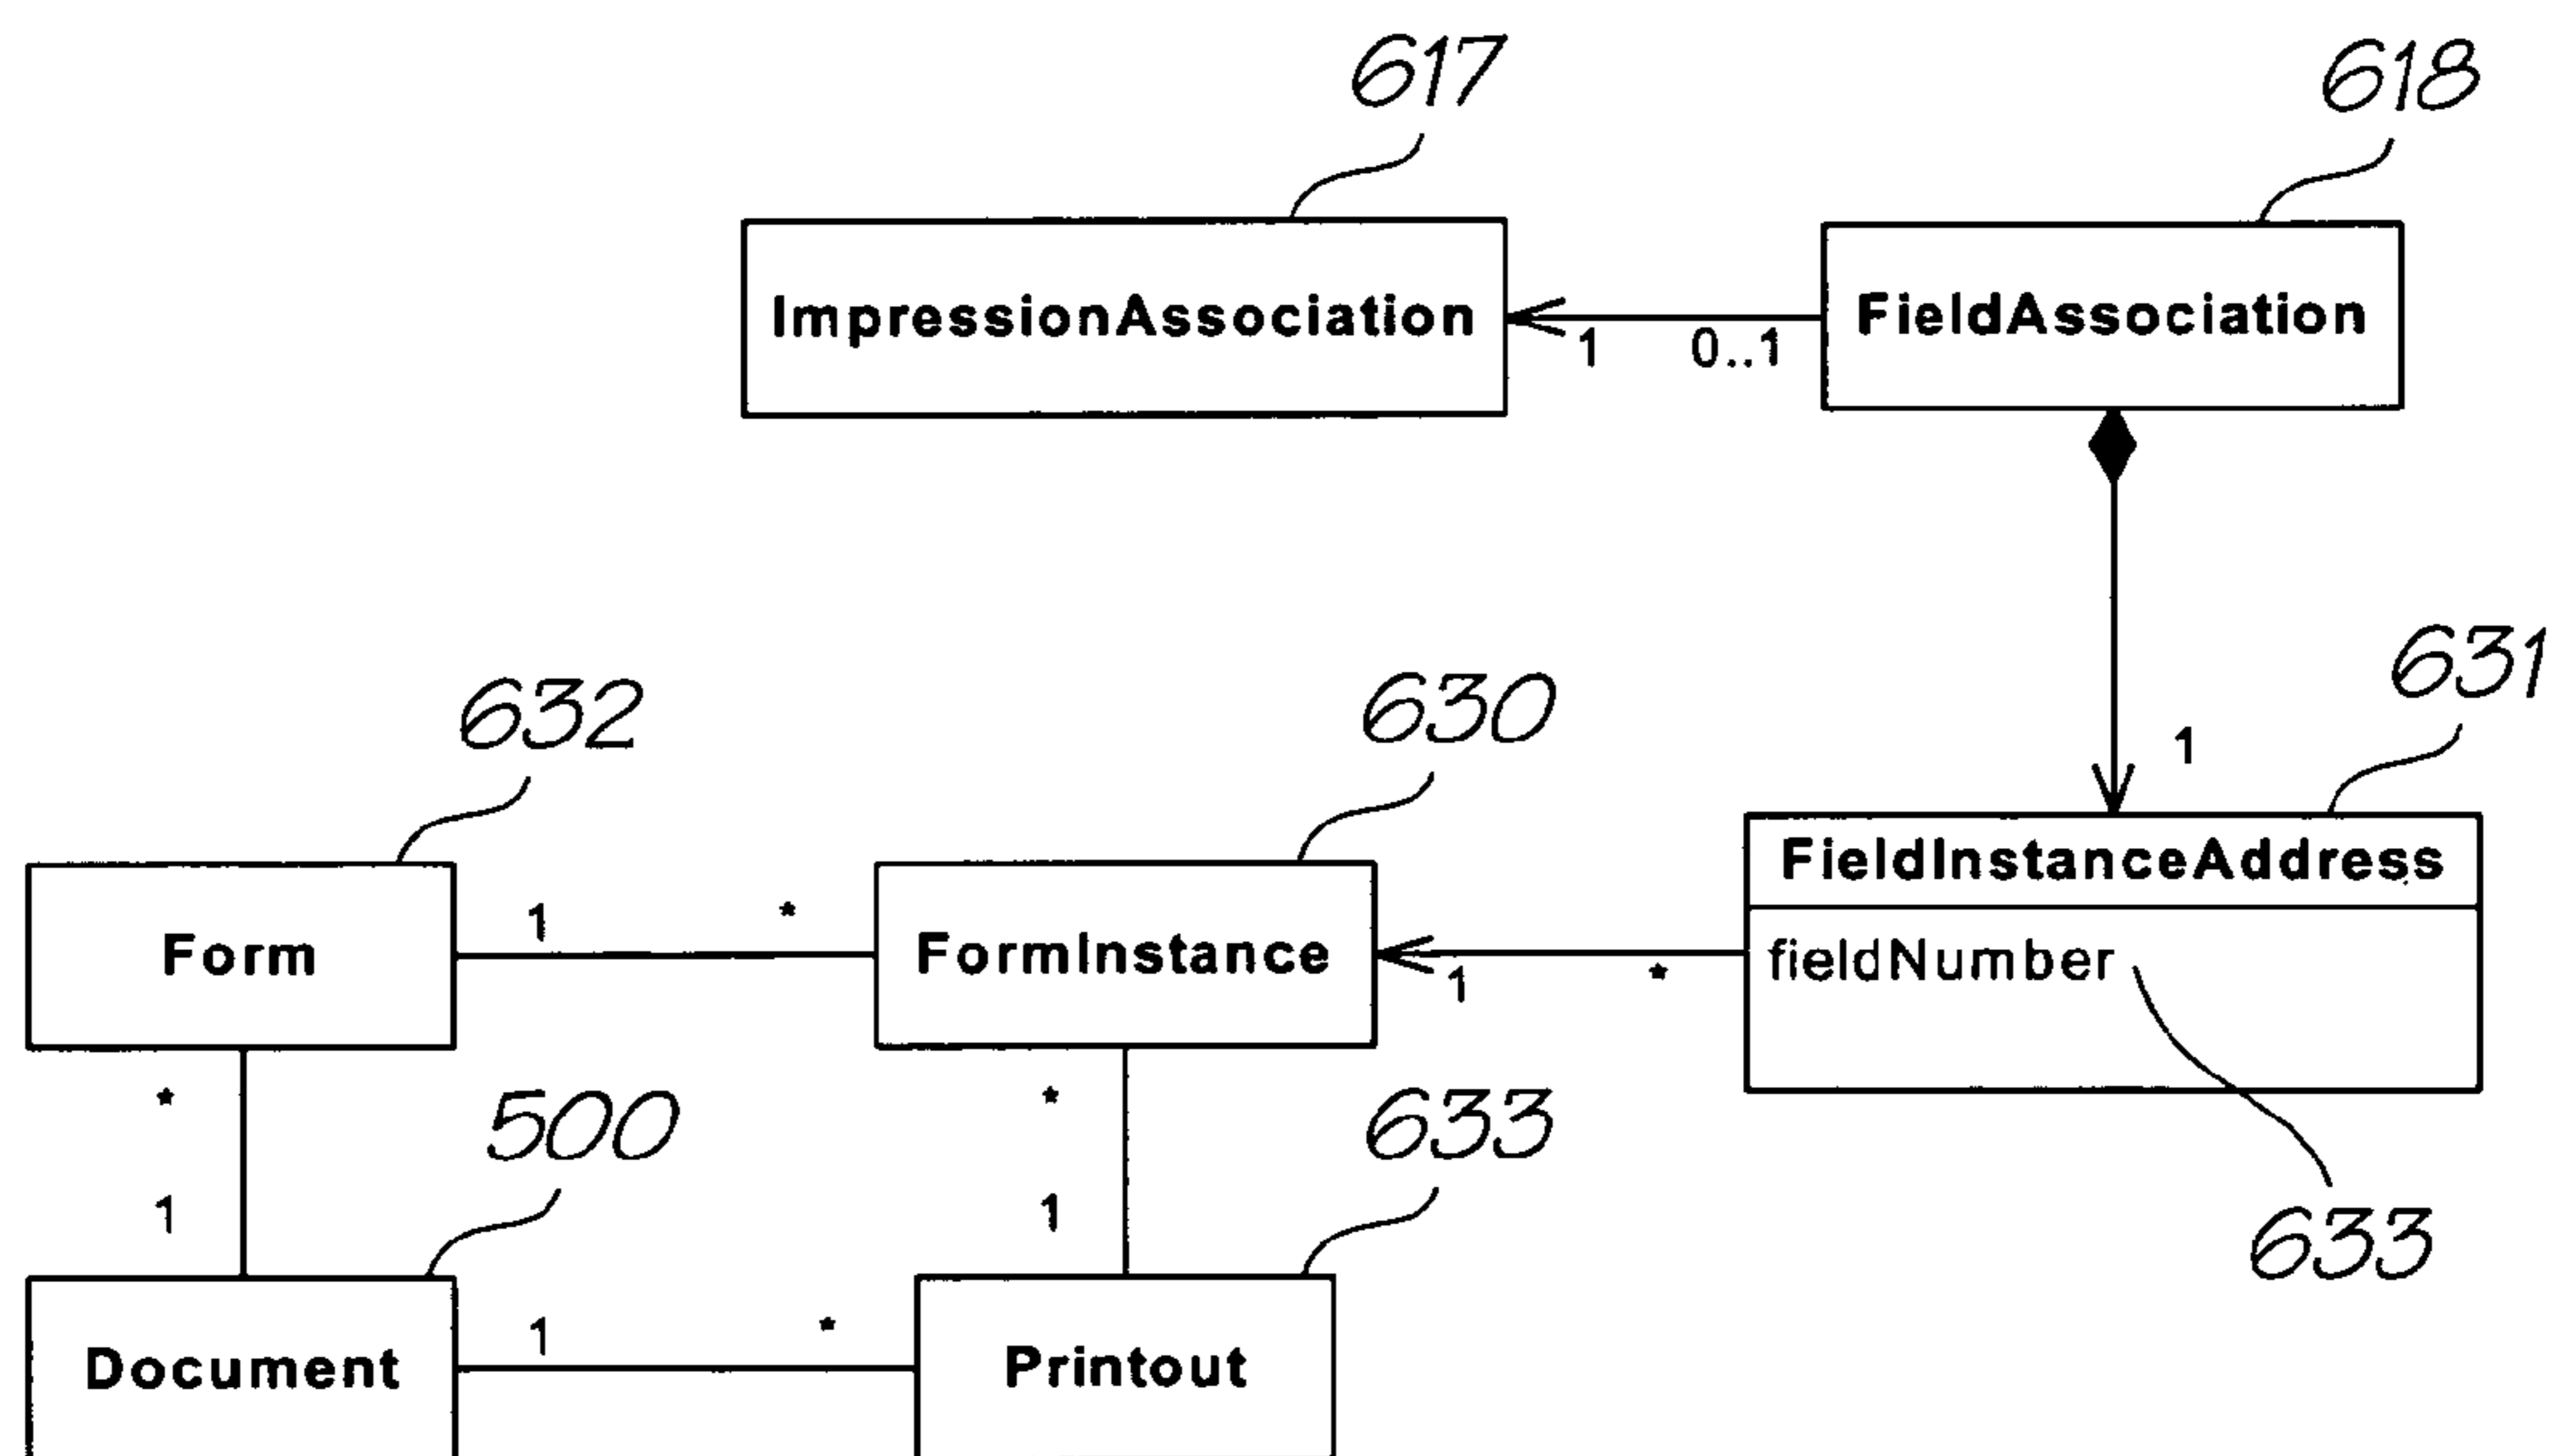 617
618
ImpressionAssociation
1
0..1
FieldAssociation
1
631
632
630
FieldInstanceAddress
Form
1
*
FormInstance
1
*
fieldNumber
*
1
*
1
500
633
633
Document
1
*
Printout